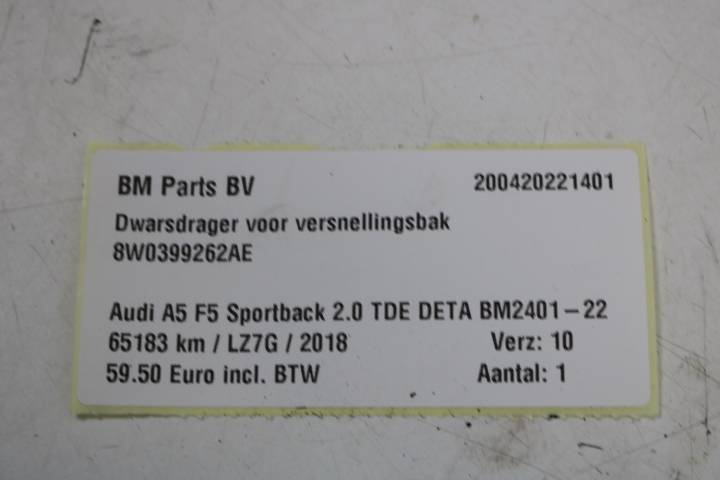 BM Parts BV 200420221401
Dwarsdrager voor versnellingsbak
8W0399262AE
Audi A5 F5 Sportback 2.0 TDE DETA BM2401-22
65183 km / LZ7G / 2018 Verz: 10
59.50 Euro incl. BTW Aantal: 1